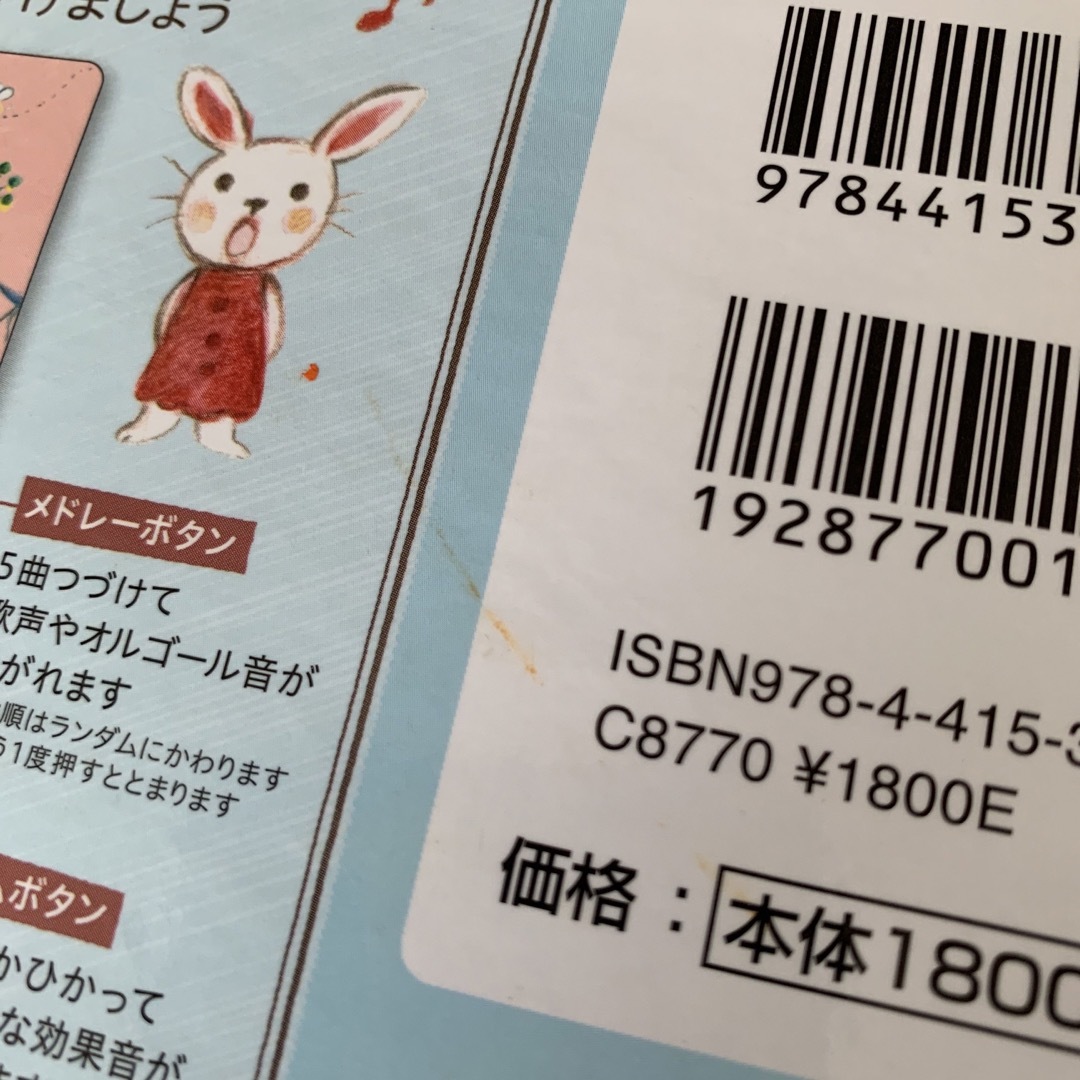 けましょう
メドレーボタン
5曲つづけて
歌声やオルゴール音が
がれます
順はランダムにかわります
う1度押すととまります
ボタン
かひかって
な効果音が
97844153
192877001
ISBN978-4-415-3
C8770 ¥1800E
価格：本体1800